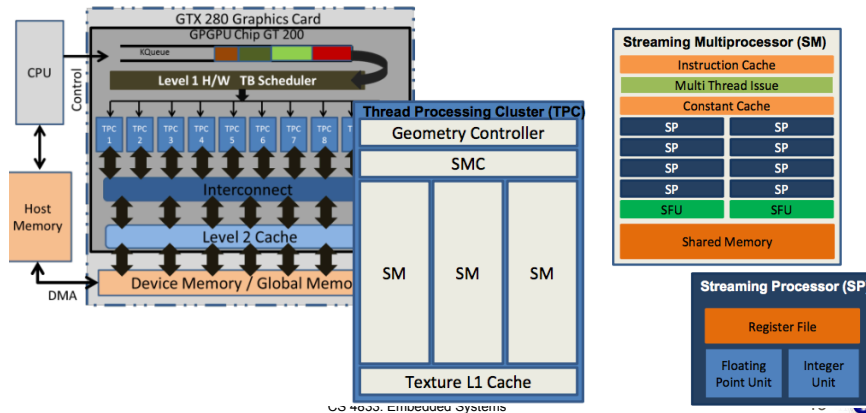 GTX 280 Graphics Card
GPGPU Chip GT 200
KQueue
CPU
Control
Level 1 H/W TB Scheduler
TPC
1
TPC
2
TPC
3
TPC
4
TPC
5
TPC
6
TPC
7
TPC
8
Interconnect
Level 2 Cache
Host
Memory
DMA
Device Memory / Global Memo
Thread Processing Cluster (TPC)
Geometry Controller
SMC
SM
SM
SM
Texture L1 Cache
Streaming Multiprocessor (SM)
Instruction Cache
Multi Thread Issue
Constant Cache
SP
SP
SP
SP
SP
SP
SP
SP
SFU
SFU
Shared Memory
Streaming Processor (SP
Register File
Floating
Point Unit
Integer
Unit
CS 4833: Embedded Systems